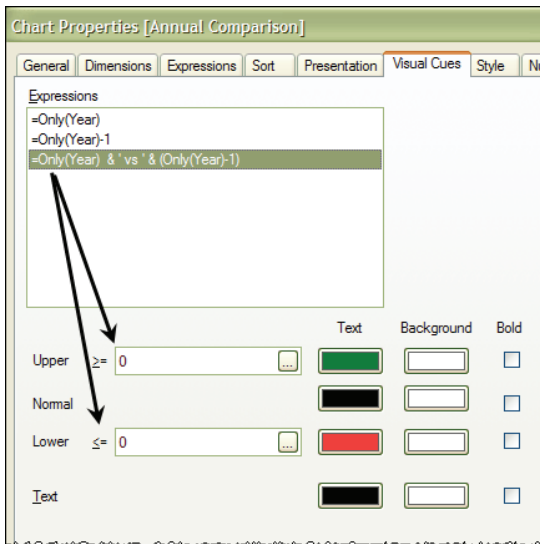 Chart Properties [Annual Comparison]
General Dimensions Expressions Sort Presentation Visual Cues Style
Expressions
=Only(Year)
=Only(Year)-1
=Only(Year) & ' vs ' & (Only(Year)-1)
Text Background Bold
Upper >= 0 ...
Normal
Lower <= 0 ...
Text